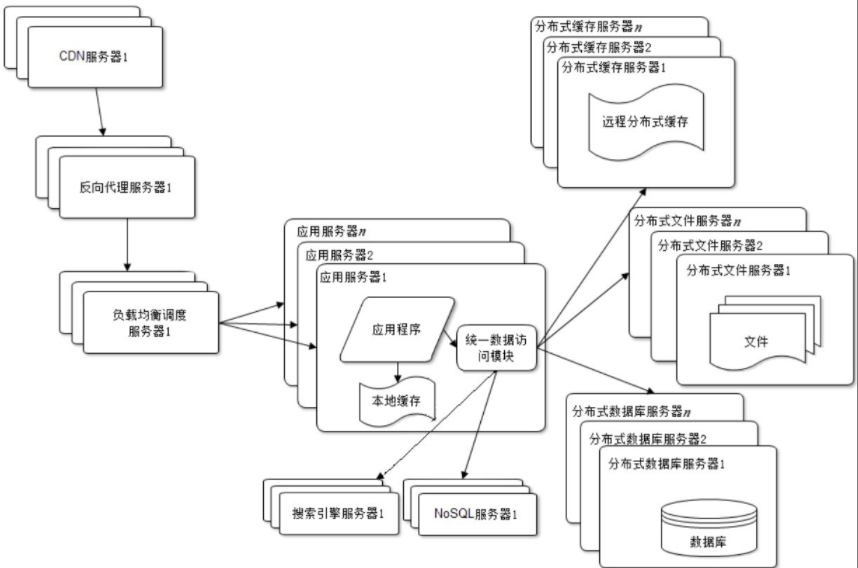 CDN服务器1
反向代理服务器1
负载均衡调度
服务器1
应用服务器n
应用服务器2
应用服务器1
应用程序
统一数据访
问模块
本地缓存
搜索引擎服务器1
NoSQL服务器1
分布式缓存服务器n
分布式缓存服务器2
分布式缓存服务器1
远程分布式缓存
分布式文件服务器n
分布式文件服务器2
分布式文件服务器1
文件
分布式数据库服务器n
分布式数据库服务器2
分布式数据库服务器1
数据库